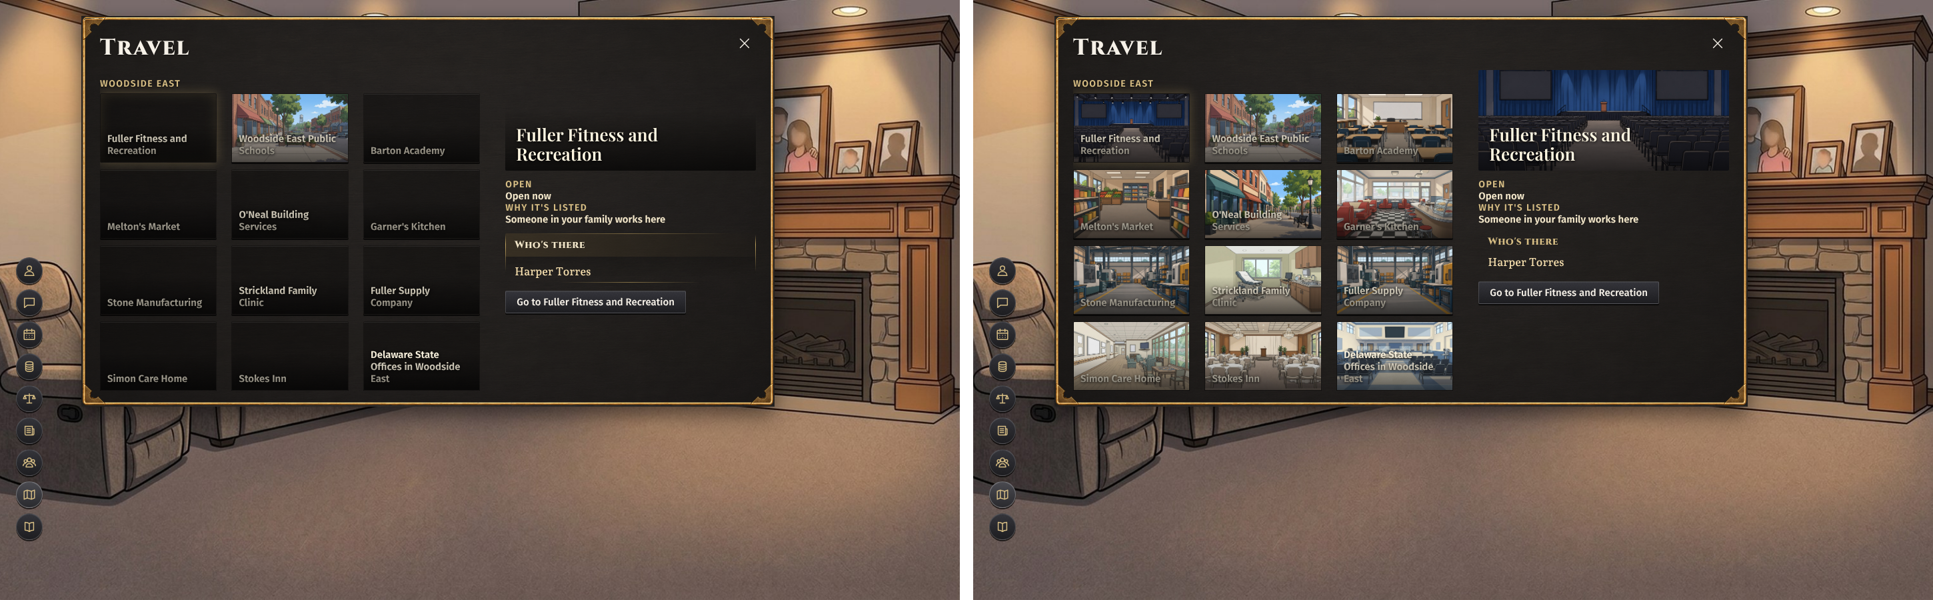 TRAVEL
WOODSIDE EAST
Fuller Fitness and
Recreation
Woodside East Public
Schools
Barton Academy
Melton's Market
O'Neal Building
Services
Garner's Kitchen
Stone Manufacturing
Strickland Family
Clinic
Fuller Supply
Company
Simon Care Home
Stokes Inn
Delaware State
Offices in Woodside
East
Fuller Fitness and
Recreation
OPEN
Open now
WHY IT'S LISTED
Someone in your family works here
WHO'S THERE
Harper Torres
Go to Fuller Fitness and Recreation
TRAVEL
WOODSIDE EAST
Fuller Fitness and
Recreation
Woodside East Public
Schools
Barton Academy
Melton's Market
O'Neal Building
Services
Garner's Kitchen
Stone Manufacturing
Strickland Family
Clinic
Fuller Supply
Company
Simon Care Home
Stokes Inn
Delaware State
Offices in Woodside
East
Fuller Fitness and
Recreation
OPEN
Open now
WHY IT'S LISTED
Someone in your family works here
WHO'S THERE
Harper Torres
Go to Fuller Fitness and Recreation